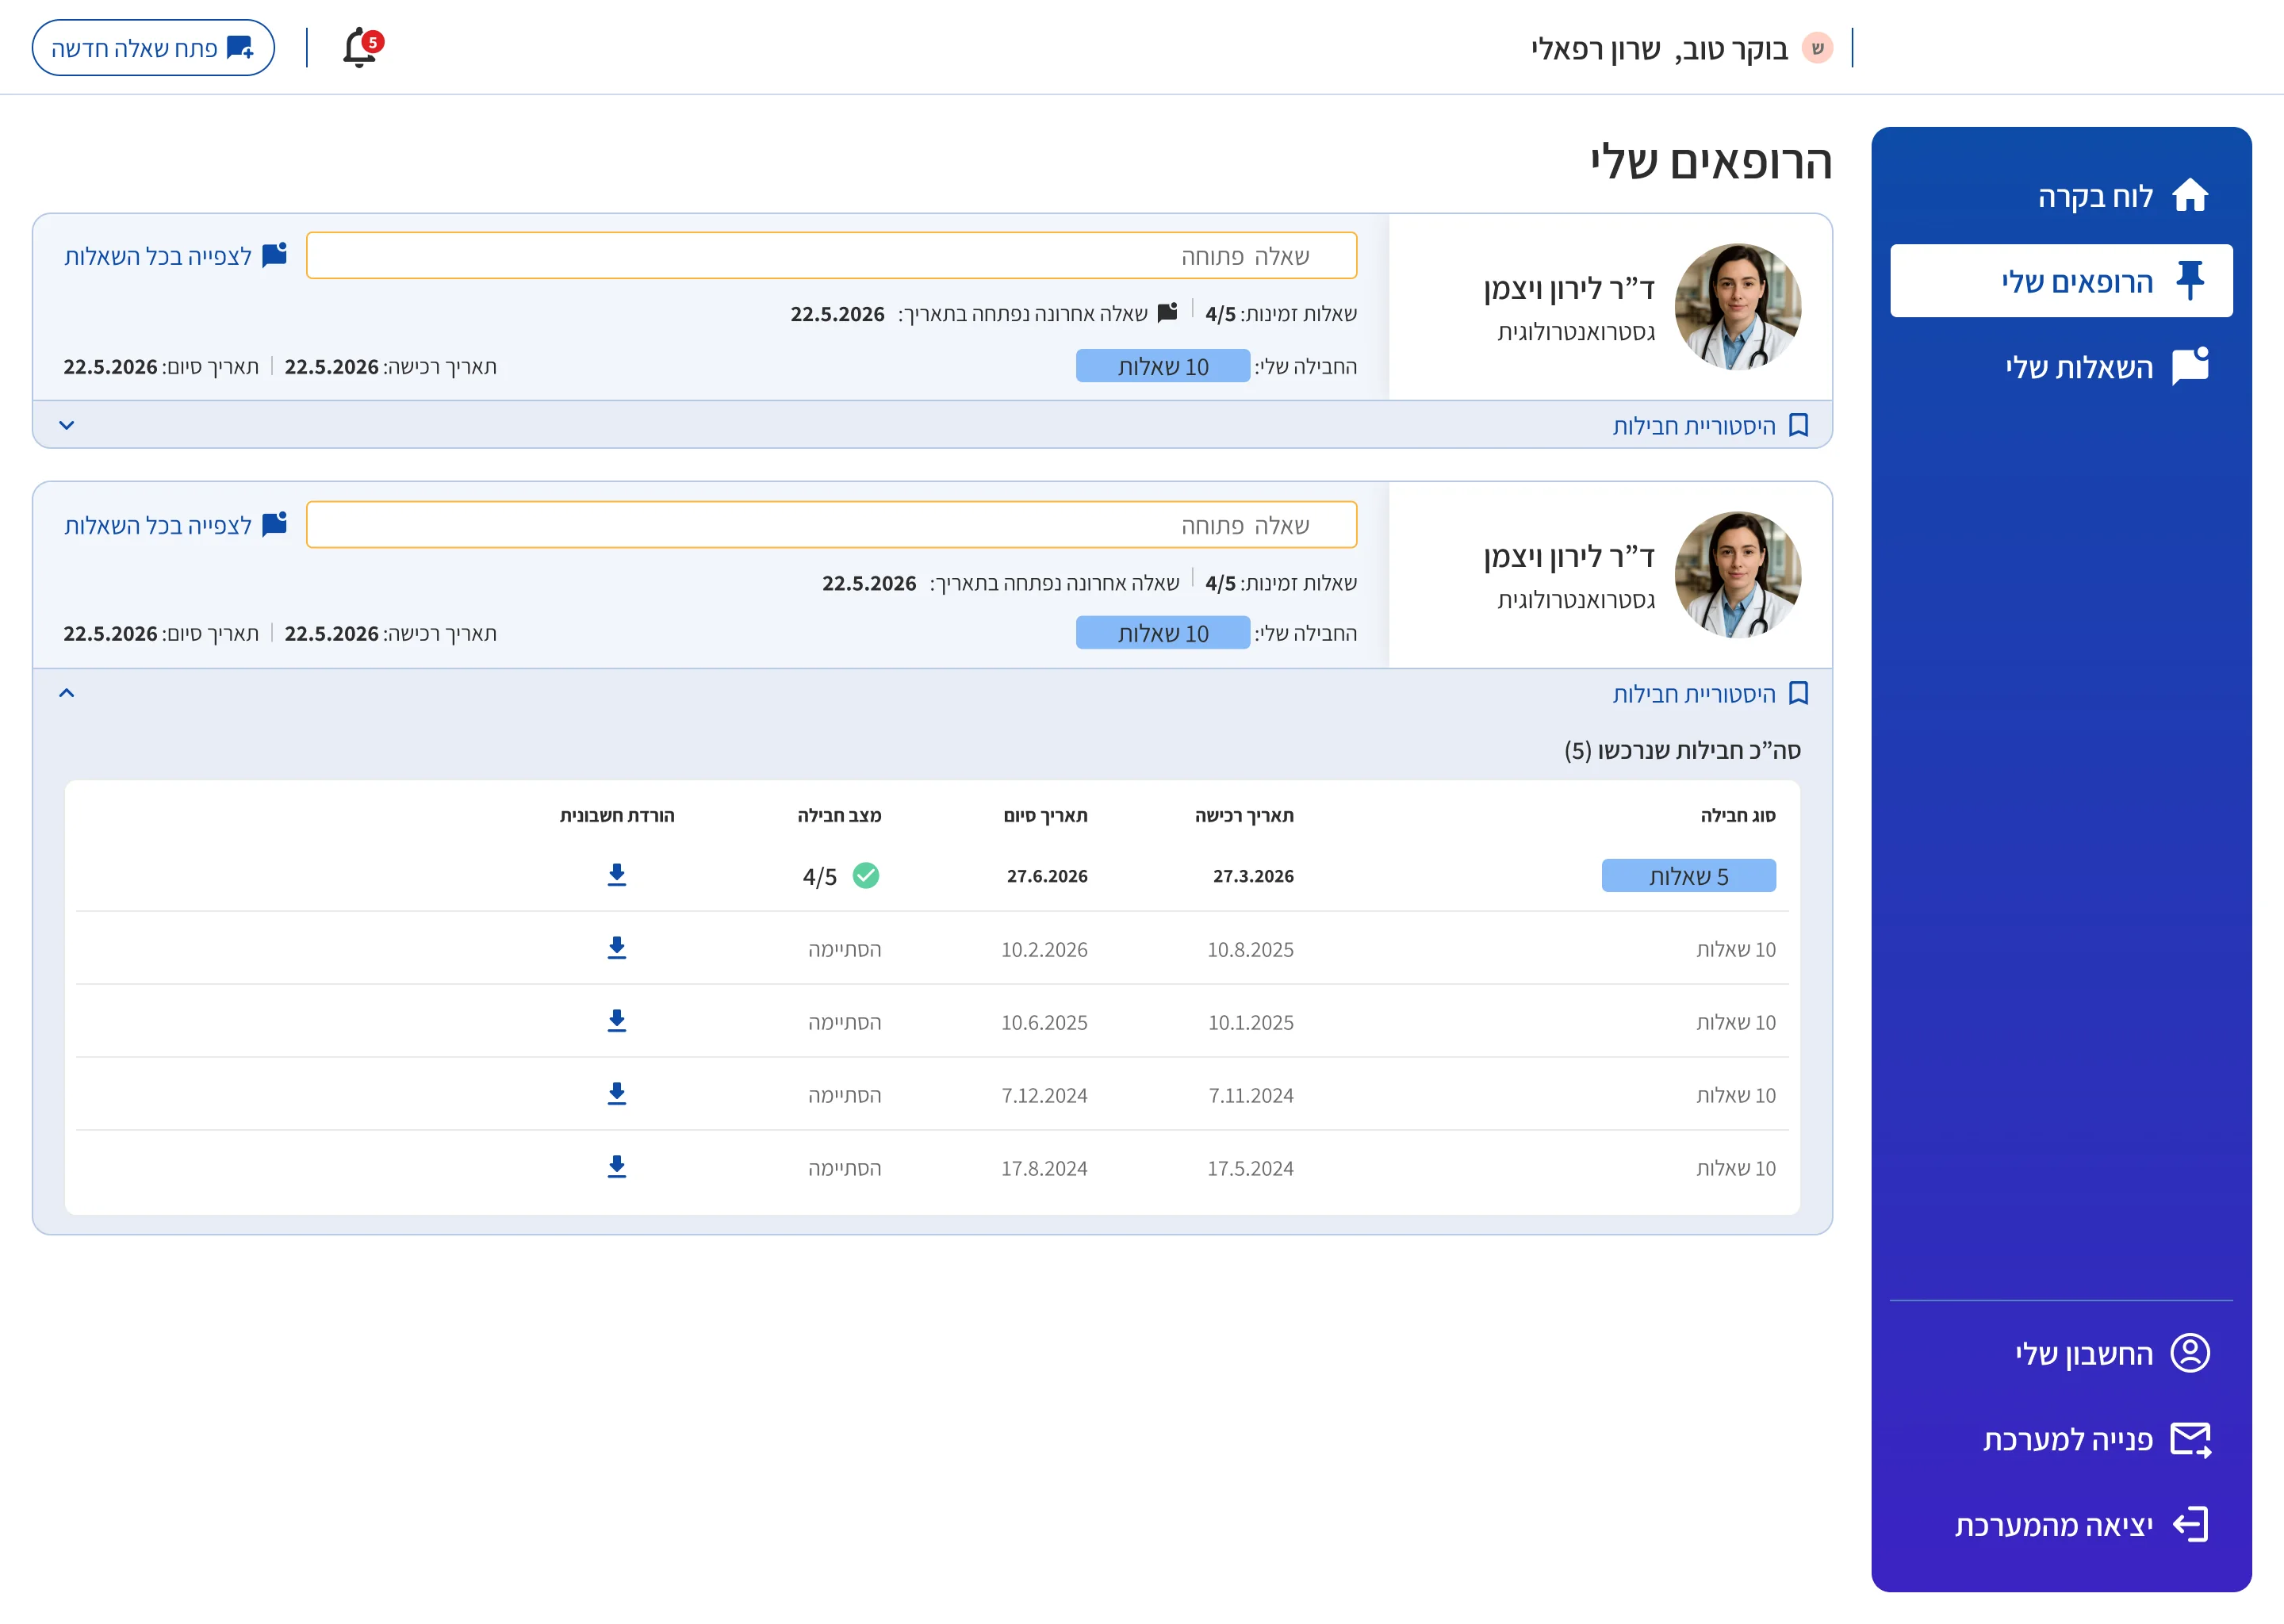 ש בוקר טוב, שרון רפאלי
5
פתח שאלה חדשה
לוח בקרה
הרופאים שלי
השאלות שלי
החשבון שלי
פנייה למערכת
יציאה מהמערכת
הרופאים שלי
ד”ר לירון ויצמן
גסטרואנטרולוגית
שאלה פתוחה
לצפייה בכל השאלות
שאלות זמינות: 4/5 שאלה אחרונה נפתחה בתאריך: 22.5.2026
החבילה שלי: 10 שאלות תאריך רכישה: 22.5.2026 תאריך סיום: 22.5.2026
היסטוריית חבילות
ד”ר לירון ויצמן
גסטרואנטרולוגית
שאלה פתוחה
לצפייה בכל השאלות
שאלות זמינות: 4/5 שאלה אחרונה נפתחה בתאריך: 22.5.2026
החבילה שלי: 10 שאלות תאריך רכישה: 22.5.2026 תאריך סיום: 22.5.2026
היסטוריית חבילות
סה”כ חבילות שנרכשו (5)
סוג חבילה תאריך רכישה תאריך סיום מצב חבילה הורדת חשבונית
5 שאלות 27.3.2026 27.6.2026 4/5
10 שאלות 10.8.2025 10.2.2026 הסתיימה
10 שאלות 10.1.2025 10.6.2025 הסתיימה
10 שאלות 7.11.2024 7.12.2024 הסתיימה
10 שאלות 17.5.2024 17.8.2024 הסתיימה